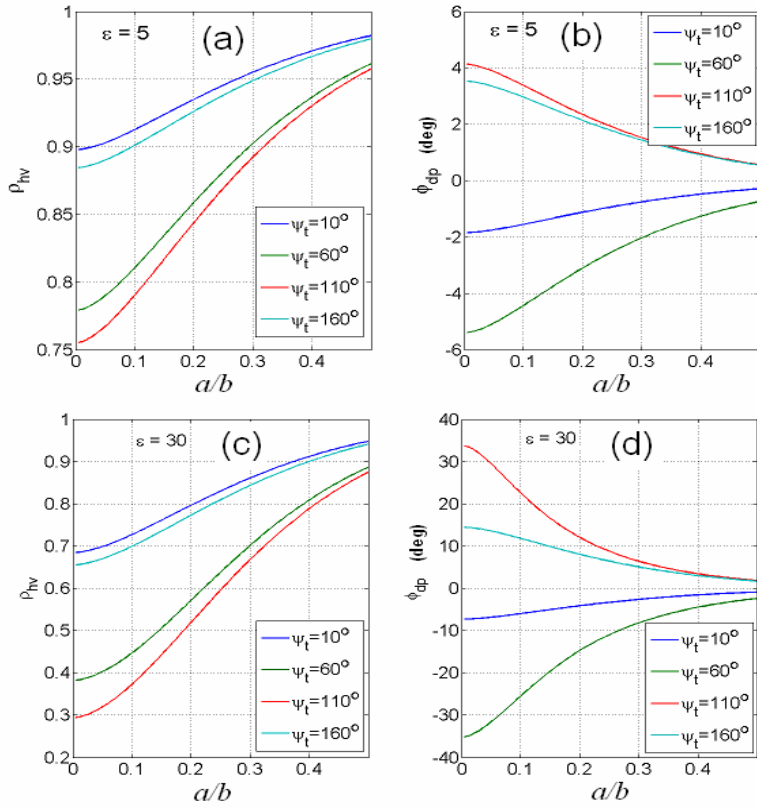 1
ε = 5
(a)
0.95
0.9
ρhv
0.85
0.8
0.75
0
0.1
0.2
0.3
0.4
a/b
ψt=10°
ψt=60°
ψt=110°
ψt=160°
6
ε = 5
(b)
4
2
0
-2
-4
-6
ϕdp (deg)
0
0.1
0.2
0.3
0.4
a/b
ψt=10°
ψt=60°
ψt=110°
ψt=160°
1
ε = 30
(c)
0.9
0.8
0.7
0.6
0.5
0.4
0.3
0.2
ρhv
0
0.1
0.2
0.3
0.4
a/b
ψt=10°
ψt=60°
ψt=110°
ψt=160°
40
ε = 30
(d)
30
20
10
0
-10
-20
-30
-40
ϕdp (deg)
0
0.1
0.2
0.3
0.4
a/b
ψt=10°
ψt=60°
ψt=110°
ψt=160°